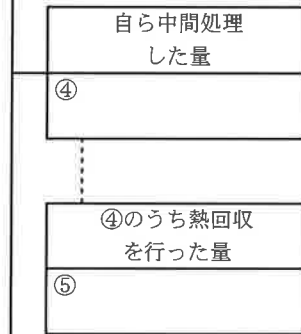 自ら中間処理
した量
④
④のうち熱回収
を行った量
⑤